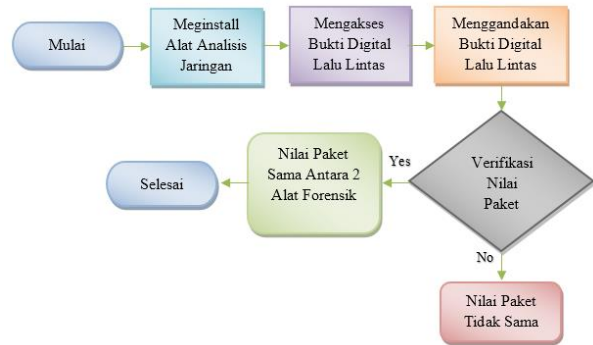 Mulai
Meginstall
Alat Analisis
Jaringan
Mengakses
Bukti Digital
Lalu Lintas
Menggandakan
Bukti Digital
Lalu Lintas
Verifikasi
Nilai
Paket
Yes
Nilai Paket
Sama Antara 2
Alat Forensik
Selesai
No
Nilai Paket
Tidak Sama